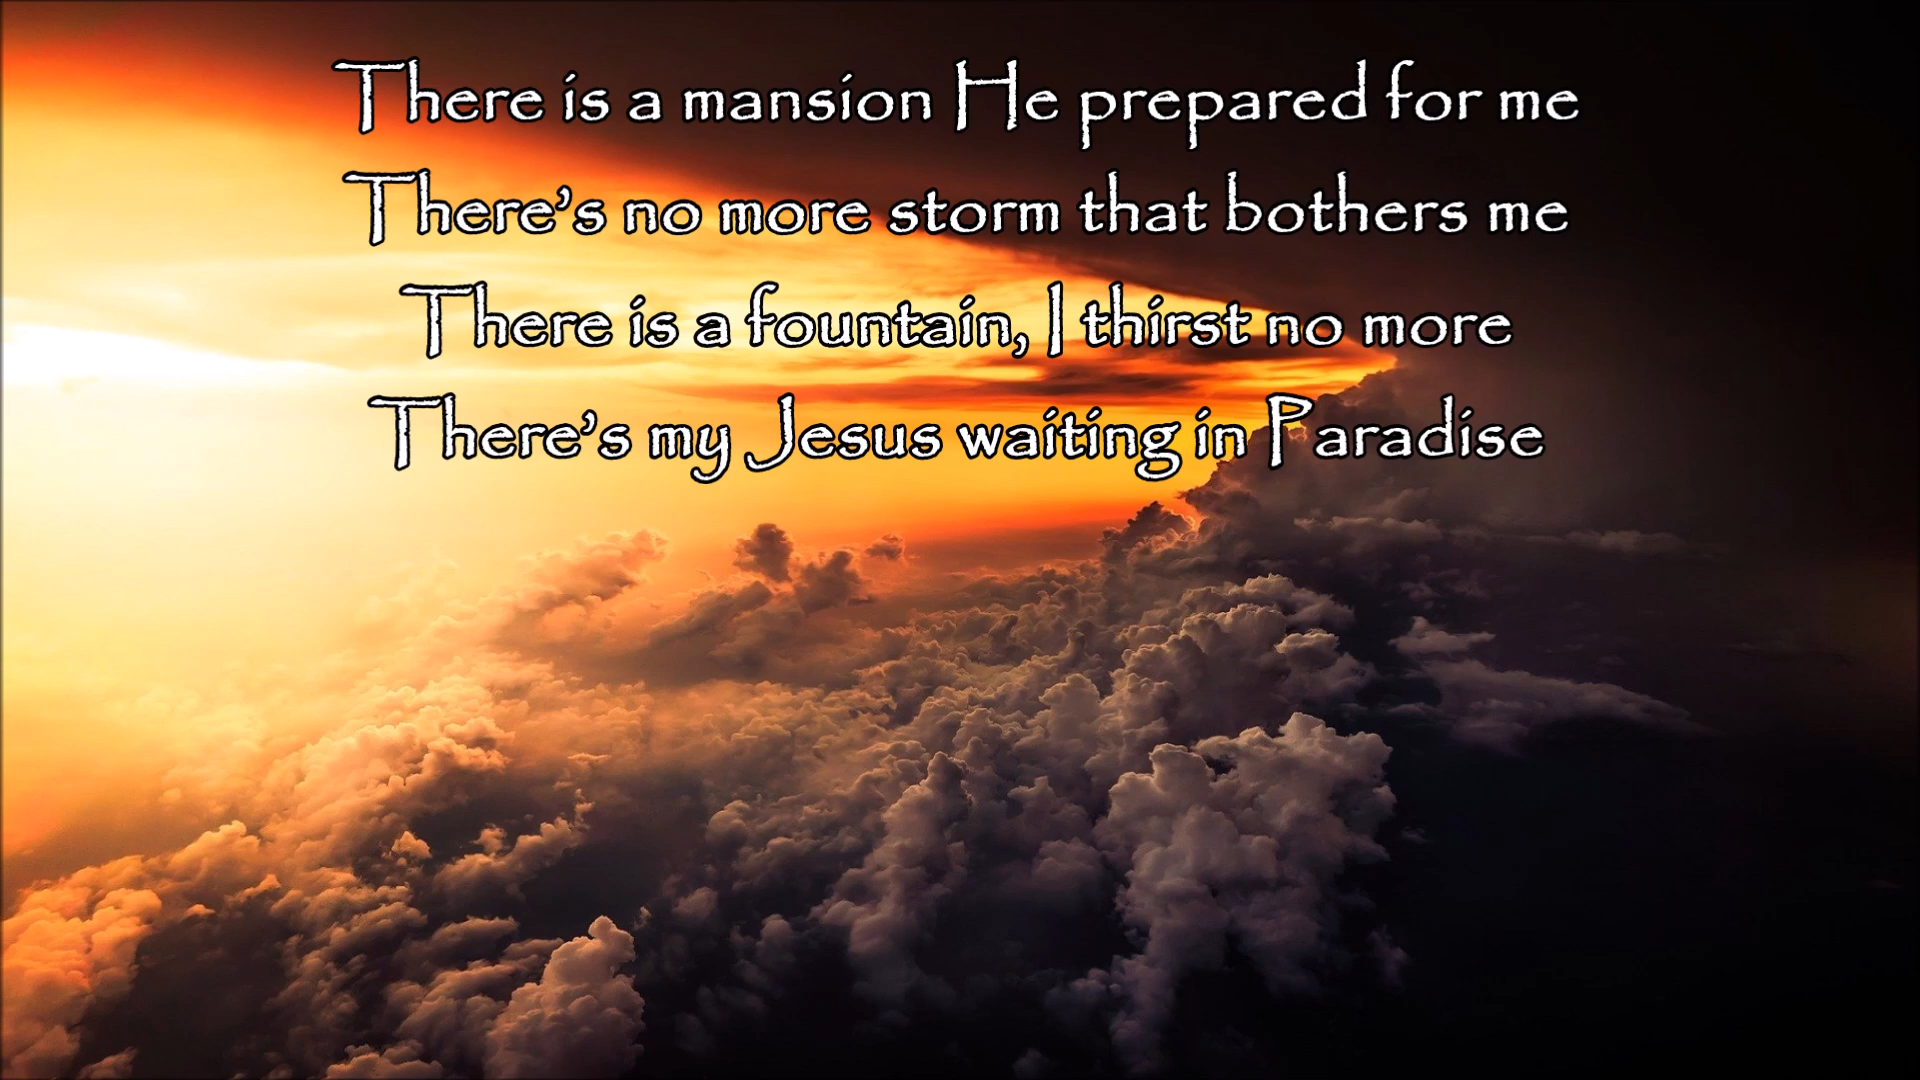 There is a mansion He prepared for me
There’s no more storm that bothers me
There is a fountain, I thirst no more
There’s my Jesus waiting in Paradise